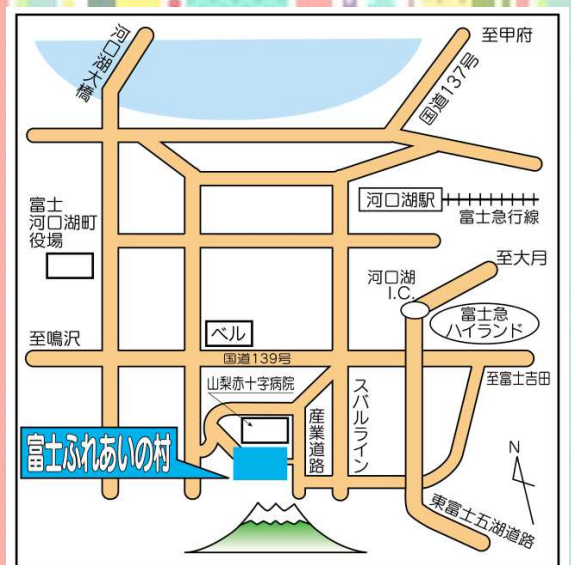 河口湖大橋
至甲府
国道137号
富士
河口湖町
役場
河口湖駅
富士急行線
至大月
河口湖
I.C.
富士急
ハイランド
至鳴沢
ベル
国道139号
至富士吉田
山梨赤十字病院
産業道路
スバルライン
富士ふれあいの村
N
東富士五湖道路